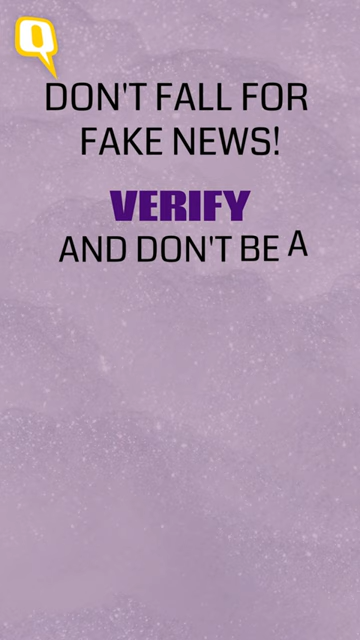 Q
DON'T FALL FOR
FAKE NEWS!
VERIFY
AND DON'T BE A